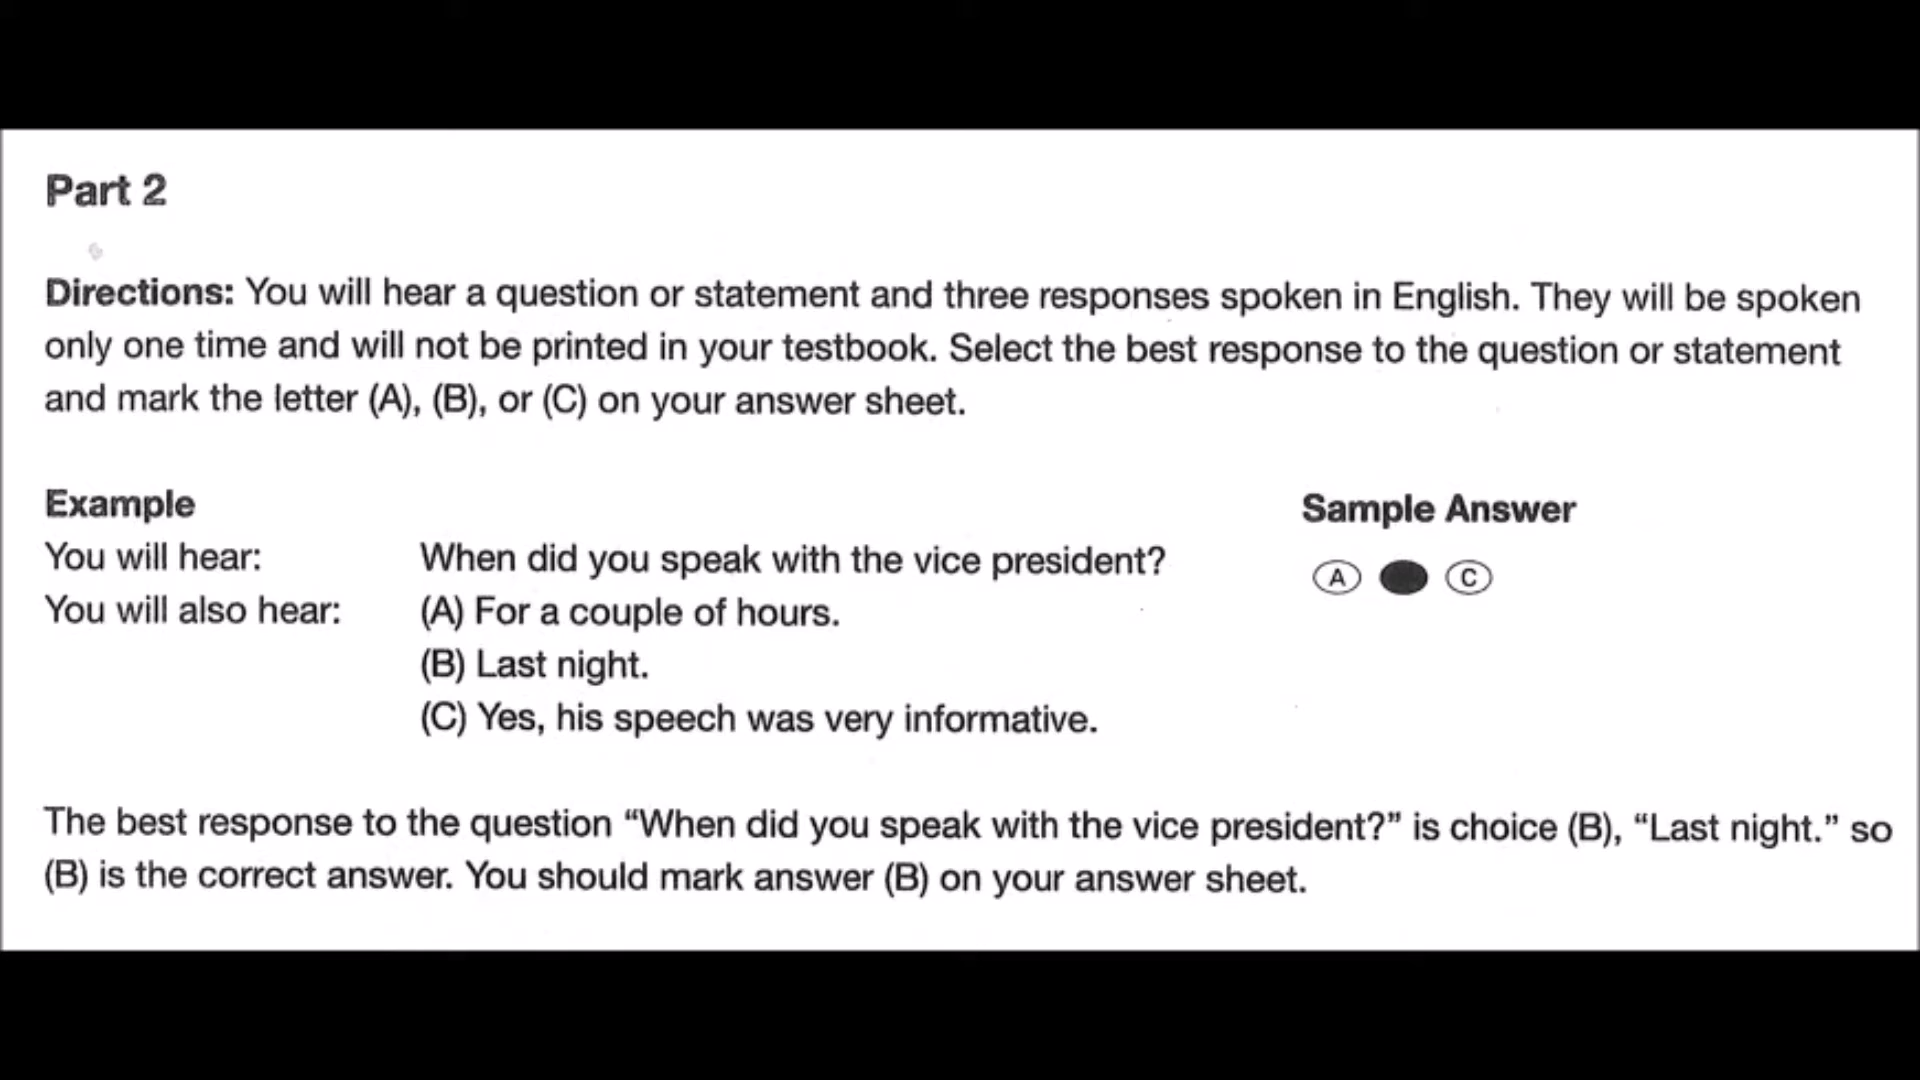 Part 2
Directions: You will hear a question or statement and three responses spoken in English. They will be spoken
only one time and will not be printed in your testbook. Select the best response to the question or statement
and mark the letter (A), (B), or (C) on your answer sheet.
Example
Sample Answer
You will hear: When did you speak with the vice president?
A C
You will also hear: (A) For a couple of hours.
(B) Last night.
(C) Yes, his speech was very informative.
The best response to the question “When did you speak with the vice president?” is choice (B), “Last night.” so
(B) is the correct answer. You should mark answer (B) on your answer sheet.